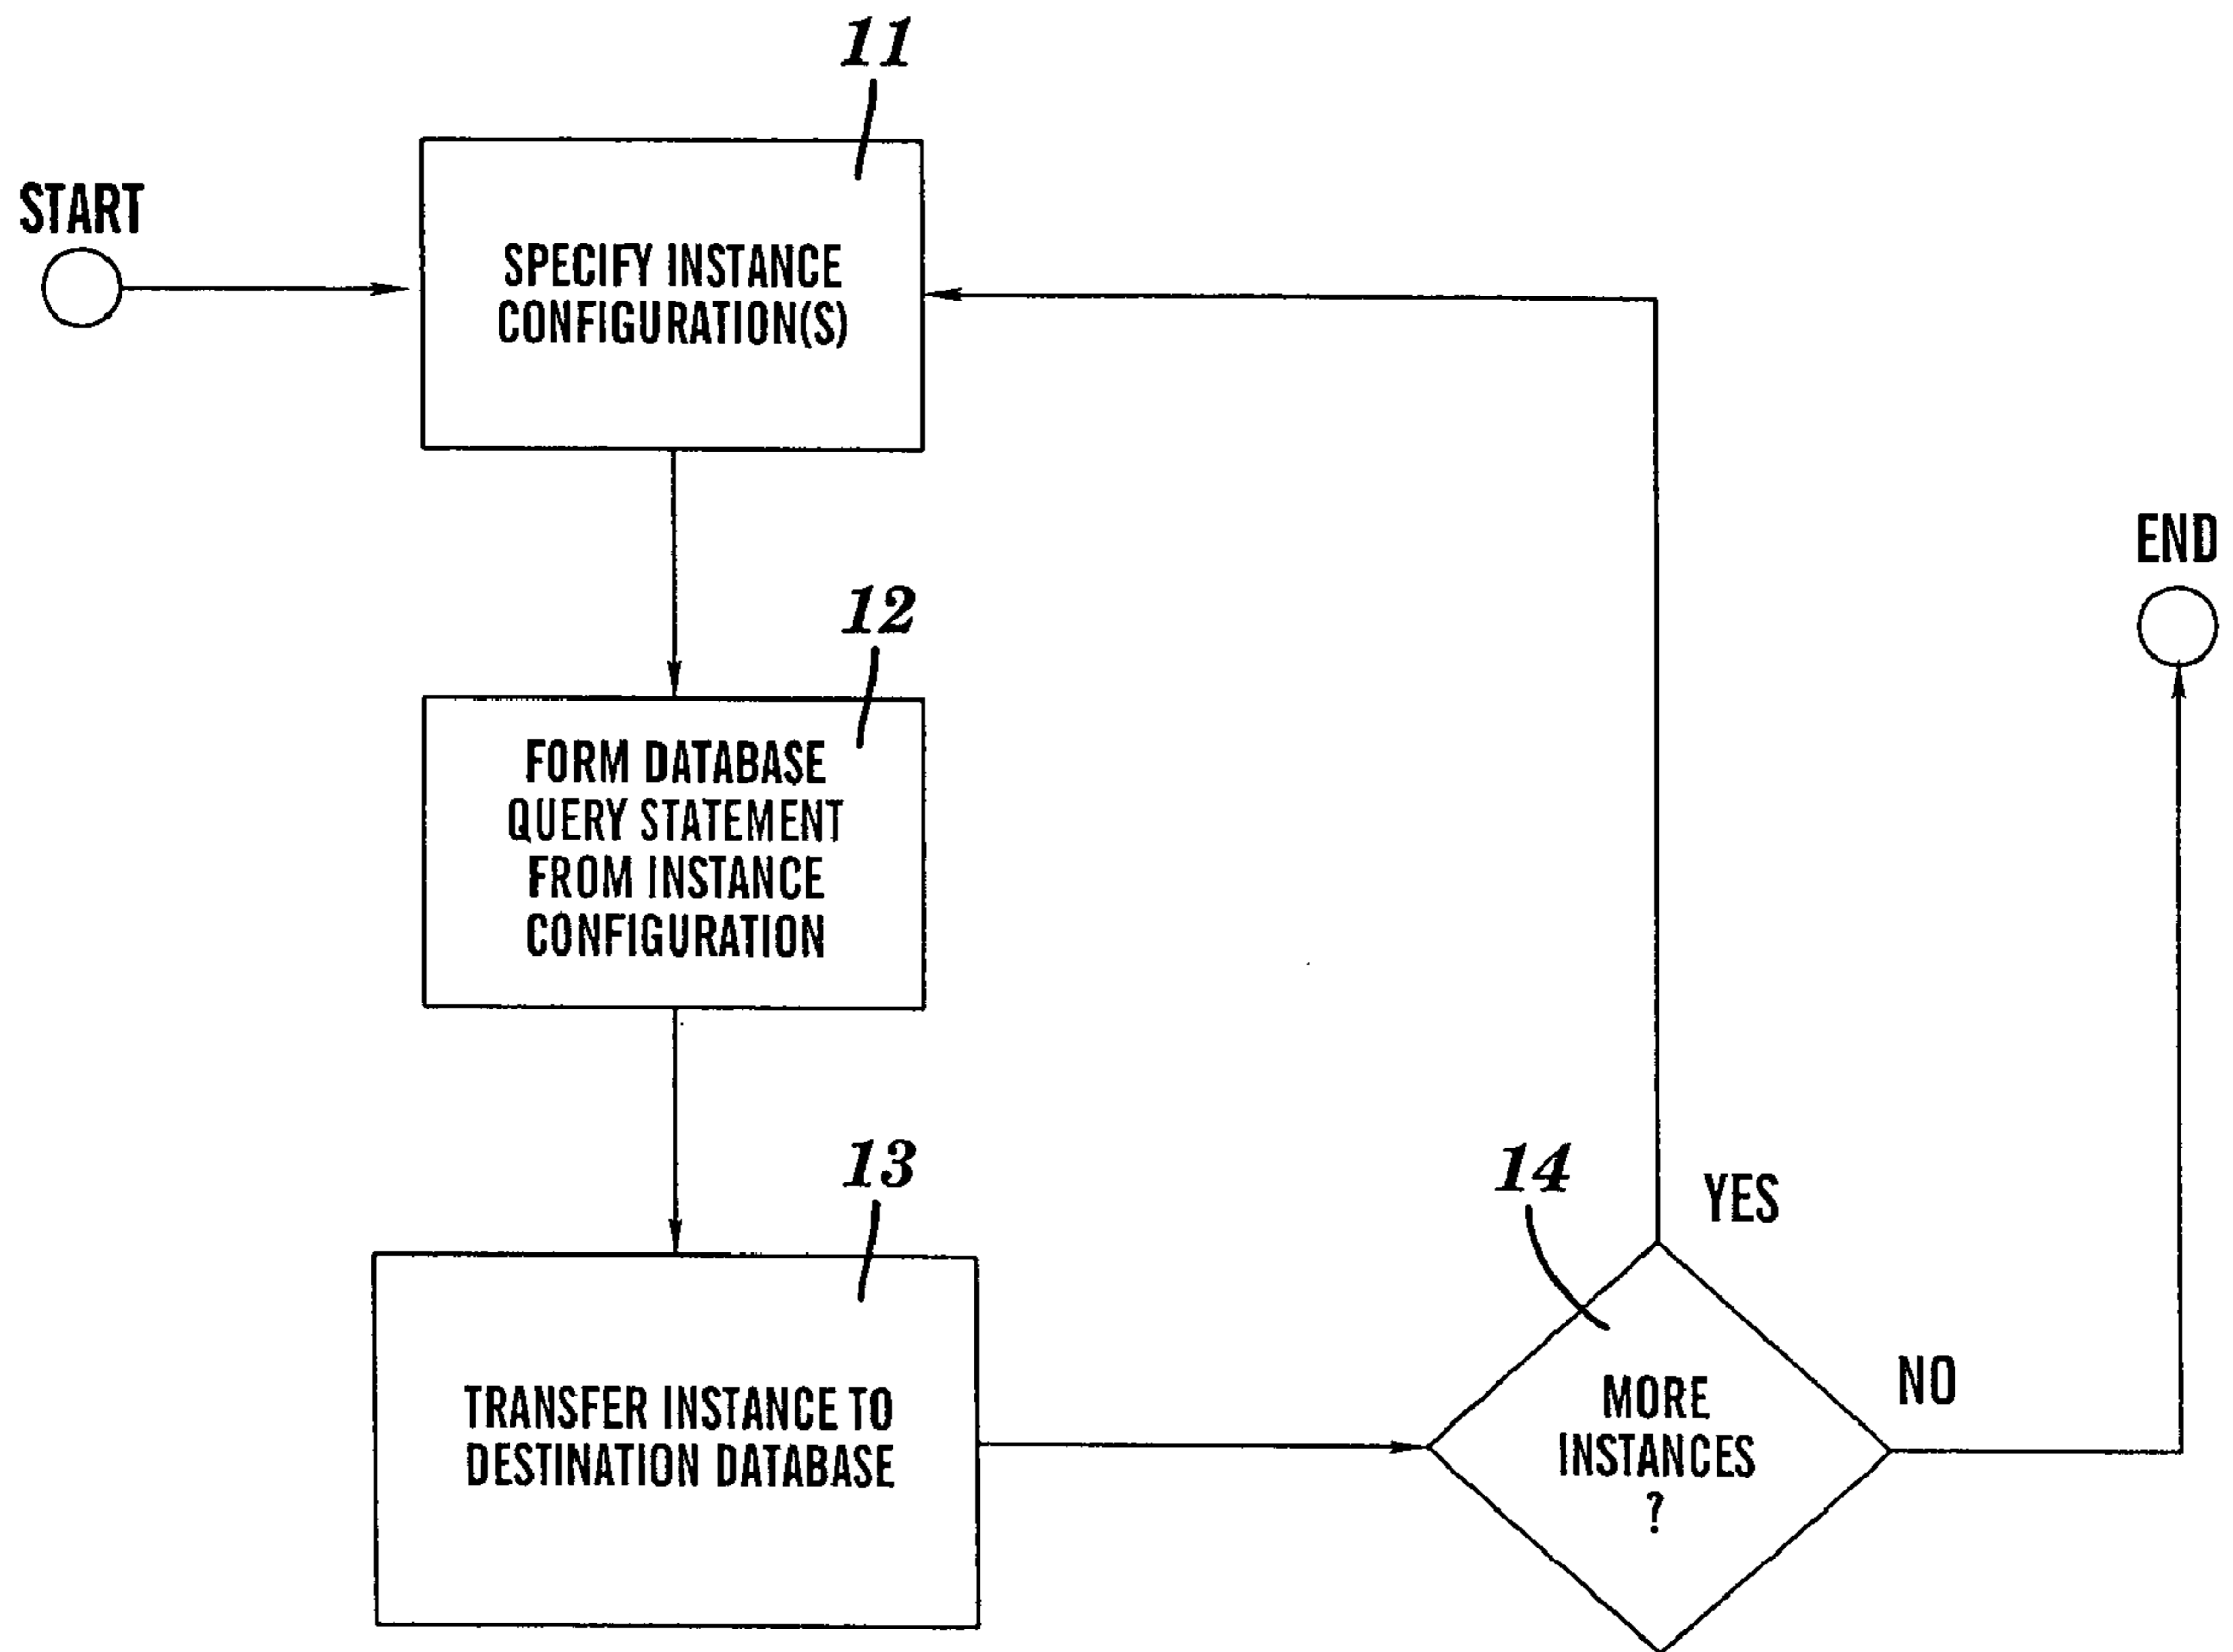 START
11
SPECIFY INSTANCE
CONFIGURATION(S)
12
FORM DATABASE
QUERY STATEMENT
FROM INSTANCE
CONFIGURATION
13
TRANSFER INSTANCE TO
DESTINATION DATABASE
14
MORE
INSTANCES
?
YES
NO
END